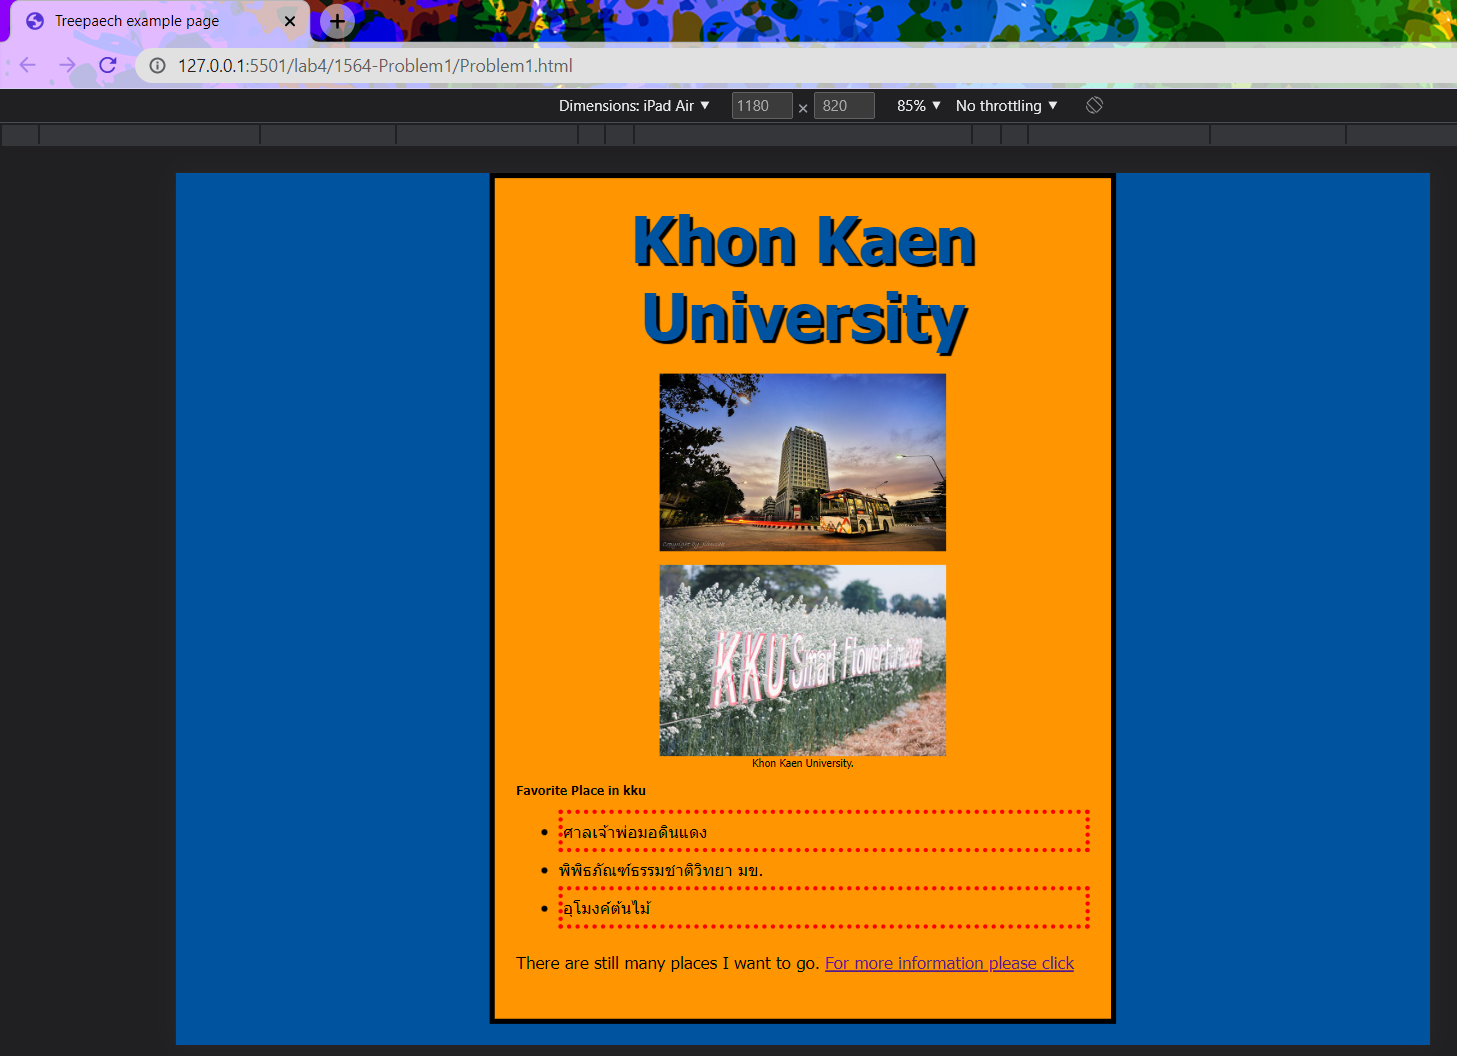 Treepaech example page
127.0.0.1:5501/lab4/1564-Problem1/Problem1.html
Dimensions: iPad Air ▼ 1180 × 820 85% ▼ No throttling ▼
Khon Kaen
University
KKU Smart Flower
Khon Kaen University.
Favorite Place in kku
• ศาลเจ้าพ่อมอดินแดง
• พิพิธภัณฑ์ธรรมชาติวิทยา มข.
• อุโมงค์ต้นไม้
There are still many places I want to go. For more information please click